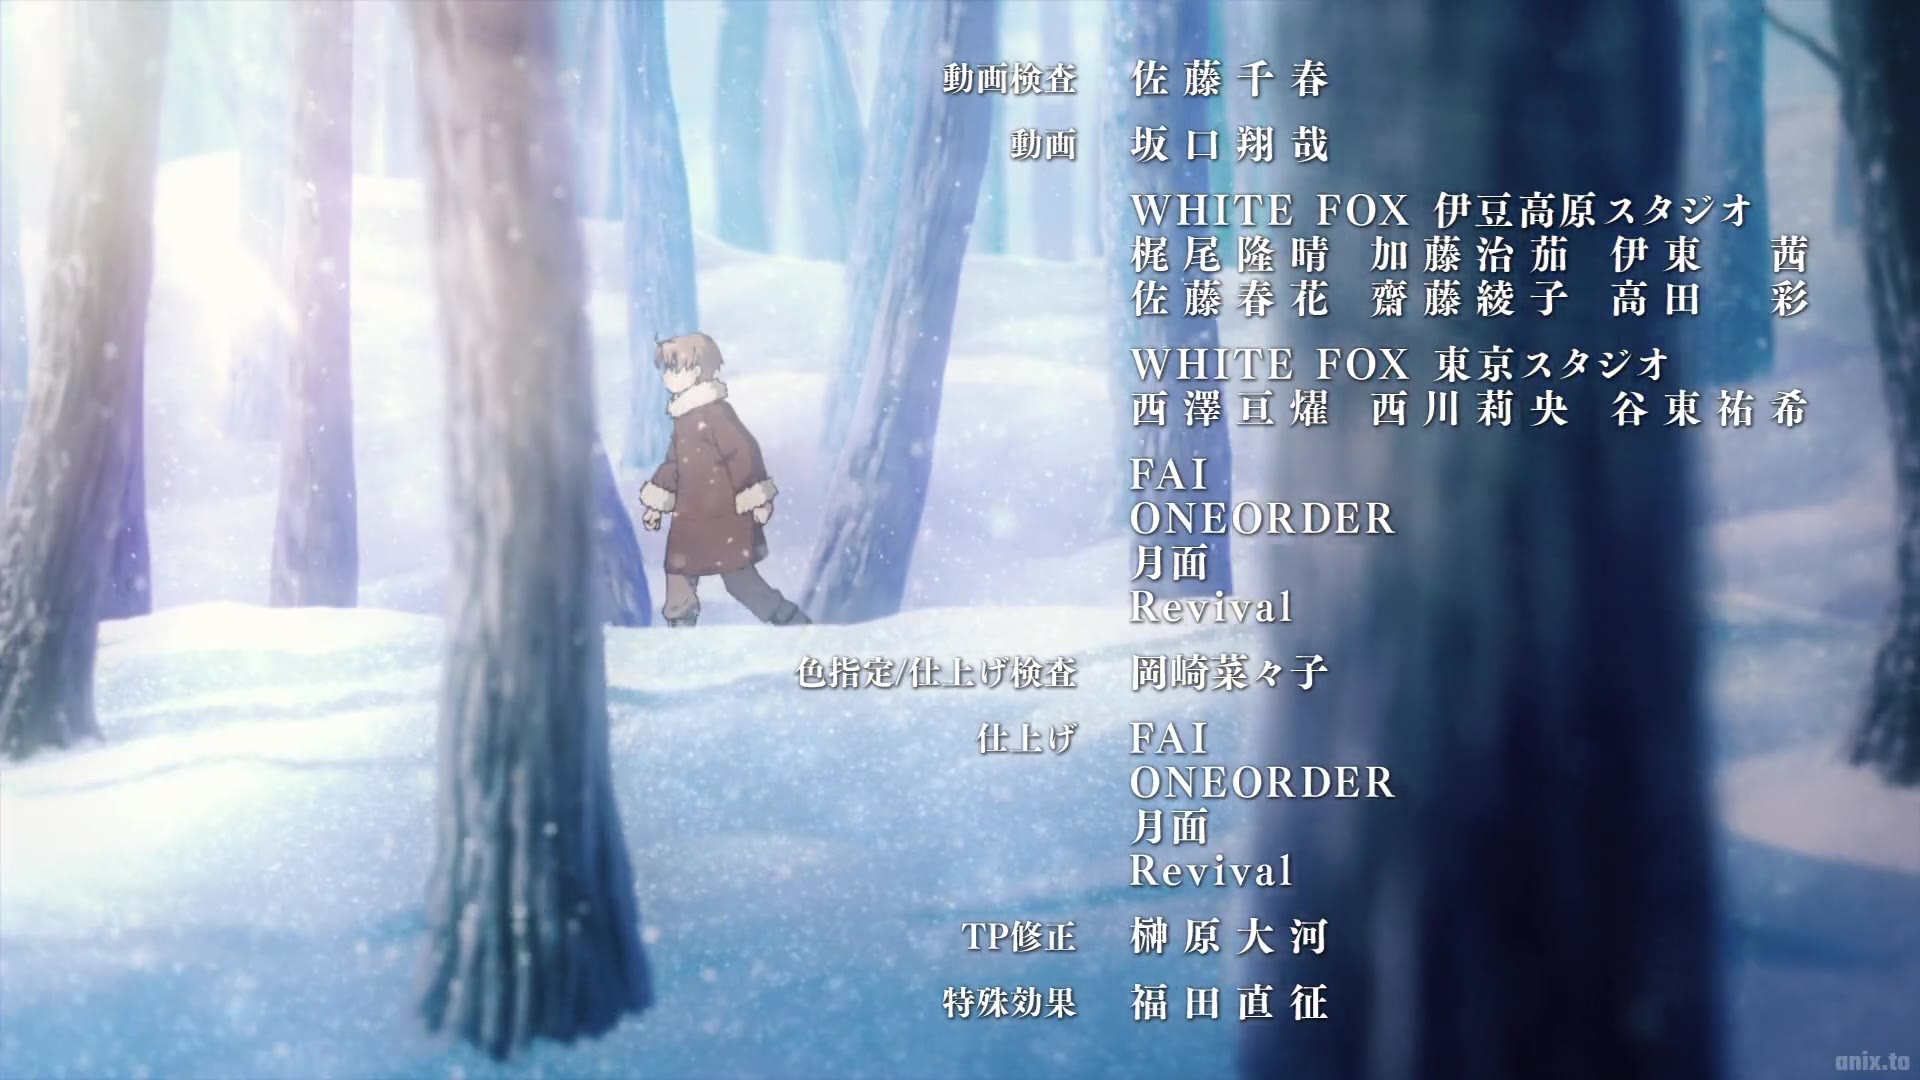 動画検査 佐藤千春
動画 坂口翔哉
WHITE FOX 伊豆高原スタジオ
梶尾隆晴 加藤治茄 伊東 茜
佐藤春花 齋藤綾子 高田 彩
WHITE FOX 東京スタジオ
西澤亘燿 西川莉央 谷東祐希
FAI
ONEORDER
月面
Revival
色指定/仕上げ検査 岡崎菜々子
仕上げ FAI
ONEORDER
月面
Revival
TP修正 榊原大河
特殊効果 福田直征
anix.to